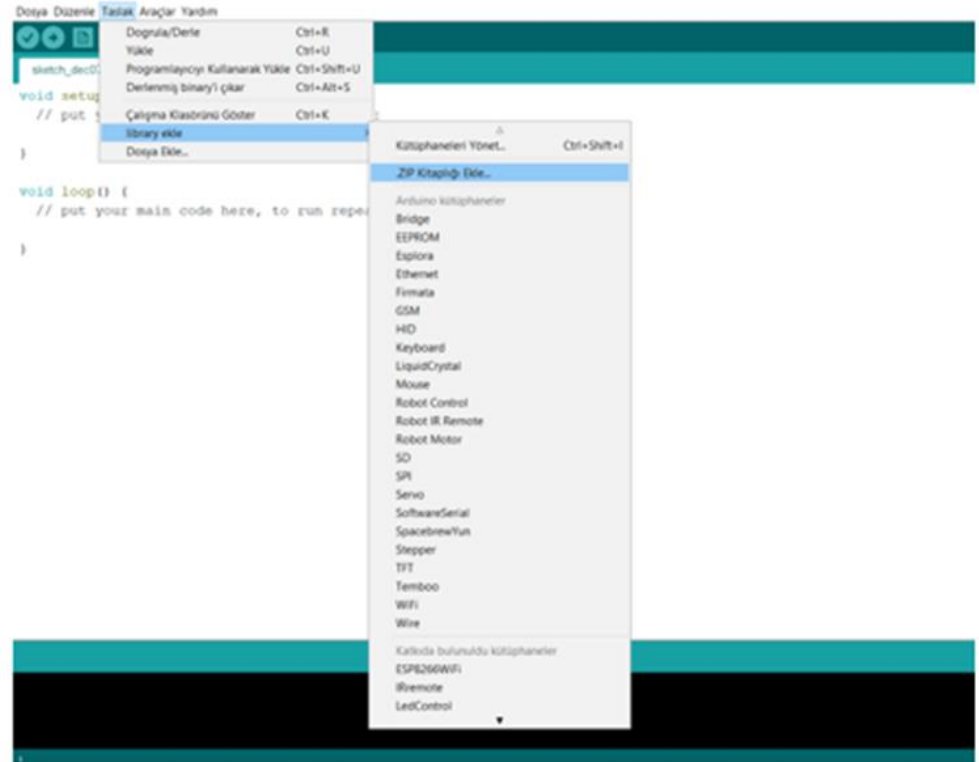 Dosya Düzenle Taslak Araçlar Yardım
Doğrula/Derle Ctrl+R
Yükle Ctrl+U
Programlayıcıyı Kullanarak Yükle Ctrl+Shift+U
Derlenmiş binary'i çıkar Ctrl+Alt+S
Çalışma Klasörünü Göster Ctrl+K
library ekle
Dosya Ekle...
void setup
// put
}
void loop() {
// put your main code here, to run repea
}
Kütüphaneleri Yönet... Ctrl+Shift+I
.ZIP Kitaplığı Ekle...
Arduino kütüphaneler
Bridge
EEPROM
Esplora
Ethernet
Firmata
GSM
HID
Keyboard
LiquidCrystal
Mouse
Robot Control
Robot IR Remote
Robot Motor
SD
SPI
Servo
SoftwareSerial
SpacebrewYun
Stepper
TFT
Temboo
WiFi
Wire
Katkıda bulunuldu kütüphaneler
ESP8266WiFi
IRremote
LedControl